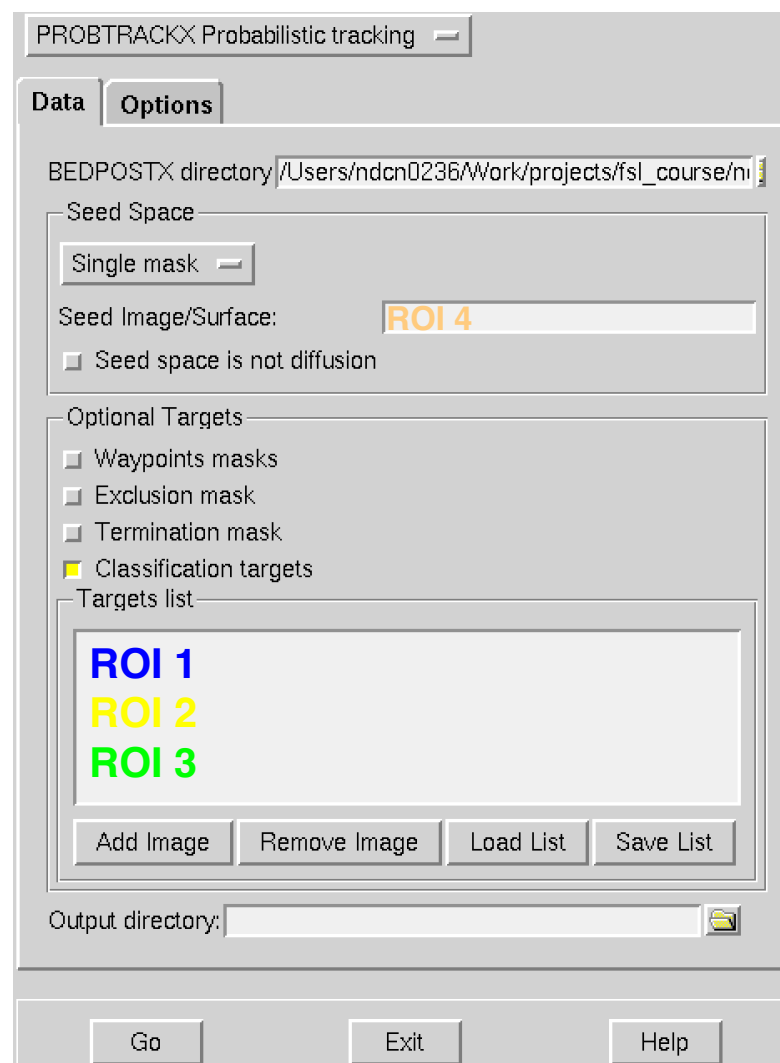 PROBTRACKX Probabilistic tracking
Data Options
BEDPOSTX directory /Users/ndcn0236/Work/projects/fsl_course/
Seed Space
Single mask
Seed Image/Surface: ROI 4
Seed space is not diffusion
Optional Targets
Waypoints masks
Exclusion mask
Termination mask
Classification targets
Targets list
ROI 1
ROI 2
ROI 3
Add Image Remove Image Load List Save List
Output directory:
Go Exit Help